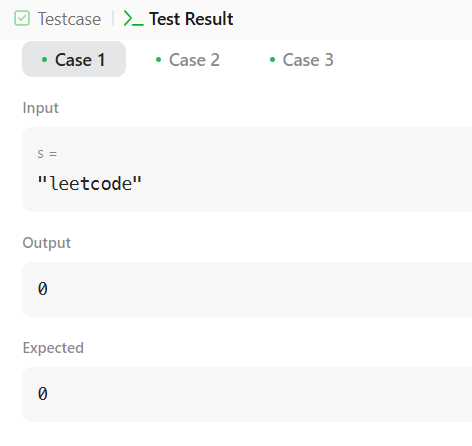 Testcase | Test Result
Case 1 Case 2 Case 3
Input
s =
"leetcode"
Output
0
Expected
0